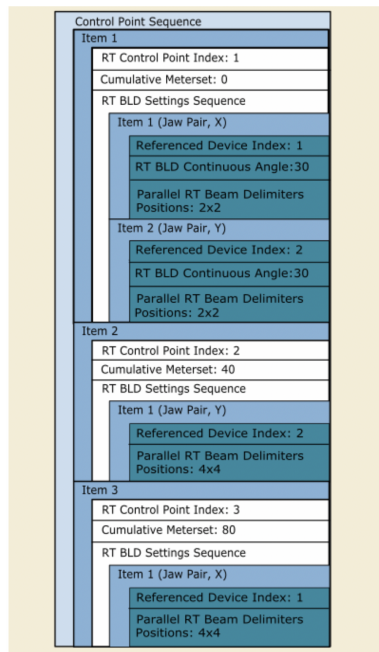 Control Point Sequence
Item 1
RT Control Point Index: 1
Cumulative Meterset: 0
RT BLD Settings Sequence
Item 1 (Jaw Pair, X)
Referenced Device Index: 1
RT BLD Continuous Angle:30
Parallel RT Beam Delimiters
Positions: 2x2
Item 2 (Jaw Pair, Y)
Referenced Device Index: 2
RT BLD Continuous Angle:30
Parallel RT Beam Delimiters
Positions: 2x2
Item 2
RT Control Point Index: 2
Cumulative Meterset: 40
RT BLD Settings Sequence
Item 1 (Jaw Pair, Y)
Referenced Device Index: 2
Parallel RT Beam Delimiters
Positions: 4x4
Item 3
RT Control Point Index: 3
Cumulative Meterset: 80
RT BLD Settings Sequence
Item 1 (Jaw Pair, X)
Referenced Device Index: 1
Parallel RT Beam Delimiters
Positions: 4x4